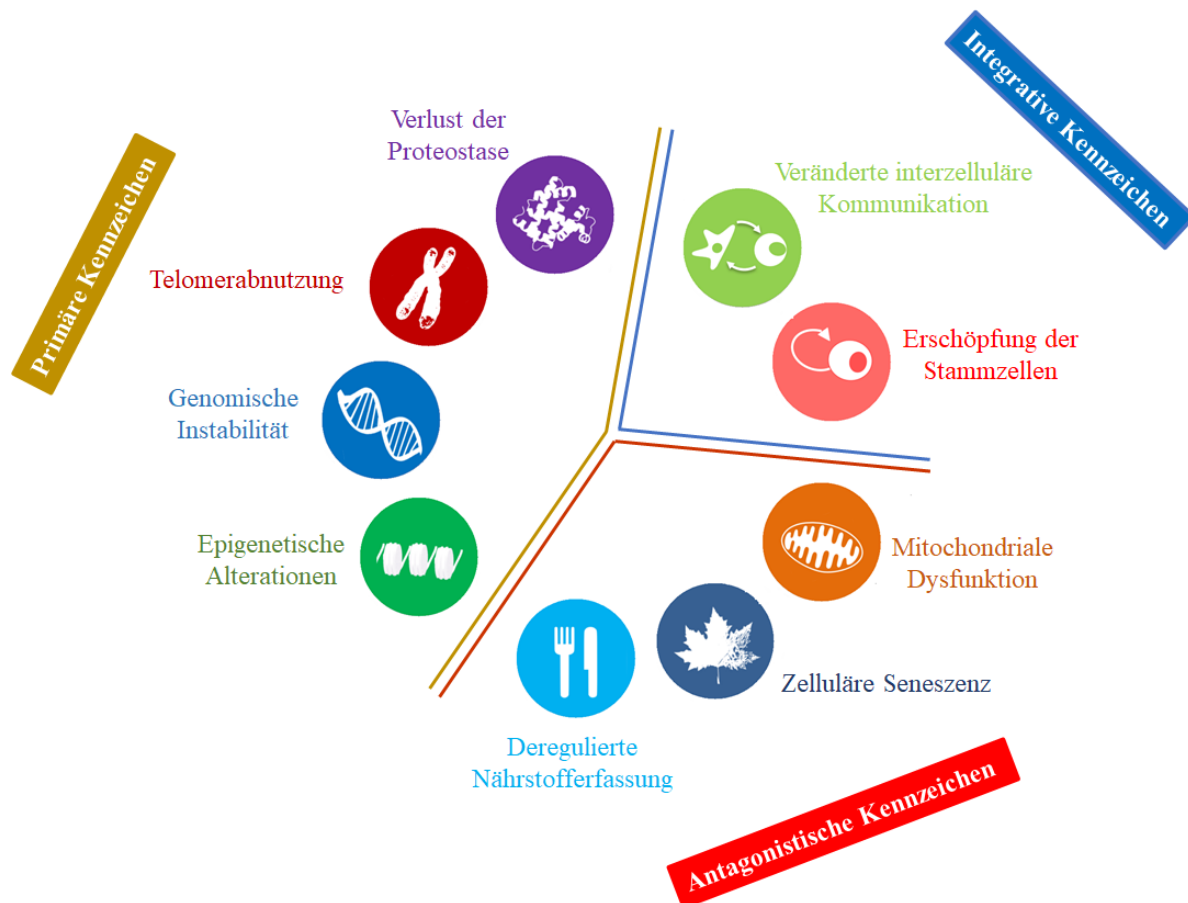 Primäre Kennzeichen
Verlust der
Proteostase
Telomerabnutzung
Genomische
Instabilität
Epigenetische
Alterationen
Integrative Kennzeichen
Veränderte interzelluläre
Kommunikation
Erschöpfung der
Stammzellen
Mitochondriale
Dysfunktion
Zelluläre Seneszenz
Deregulierte
Nährstofferfassung
Antagonistische Kennzeichen